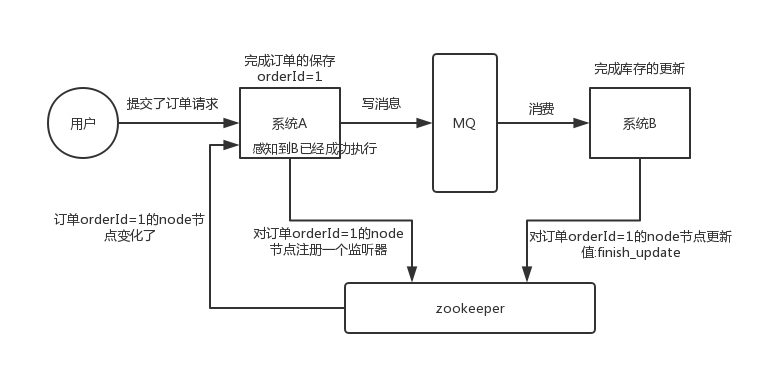 完成订单的保存
orderId=1
完成库存的更新
提交了订单请求
写消息
消费
用户
系统A
MQ
系统B
感知到B已经成功执行
订单orderId=1的node节
点变化了
对订单orderId=1的node
节点注册一个监听器
对订单orderId=1的node节点更新
值:finish_update
zookeeper